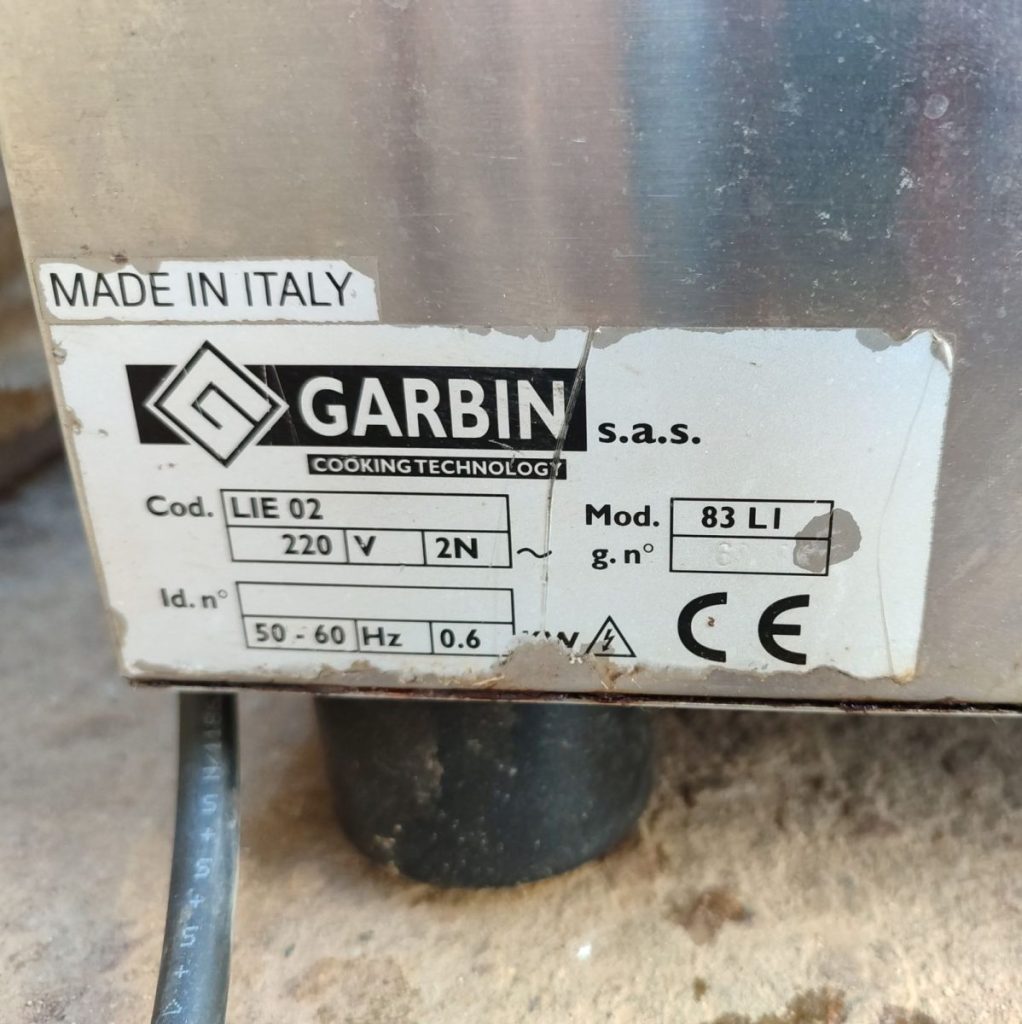 MADE IN ITALY
GARBIN s.a.s.
COOKING TECHNOLOGY
Cod. LIE 02 Mod. 83 LI
220 V 2N ~ g. n°
Id. n°
50 - 60 Hz 0.6 KW CE